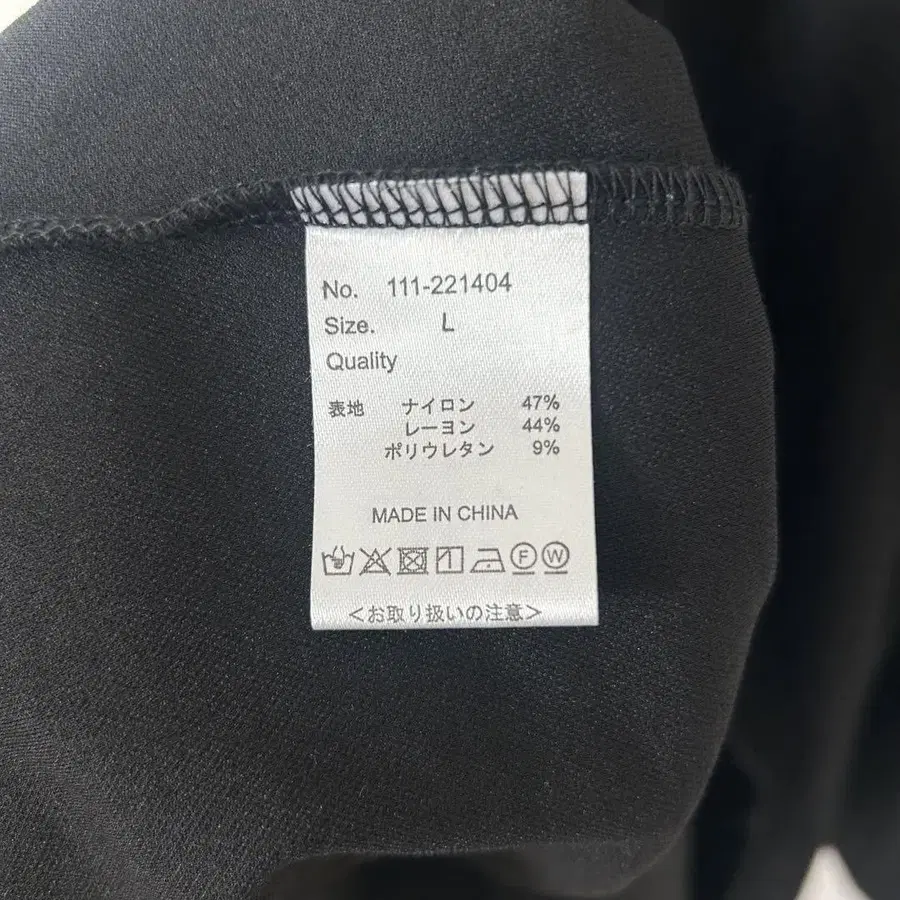 No. 111-221404
Size. L
Quality
表地 ナイロン 47%
レーヨン 44%
ポリウレタン 9%
MADE IN CHINA
F W
<お取り扱いの注意>